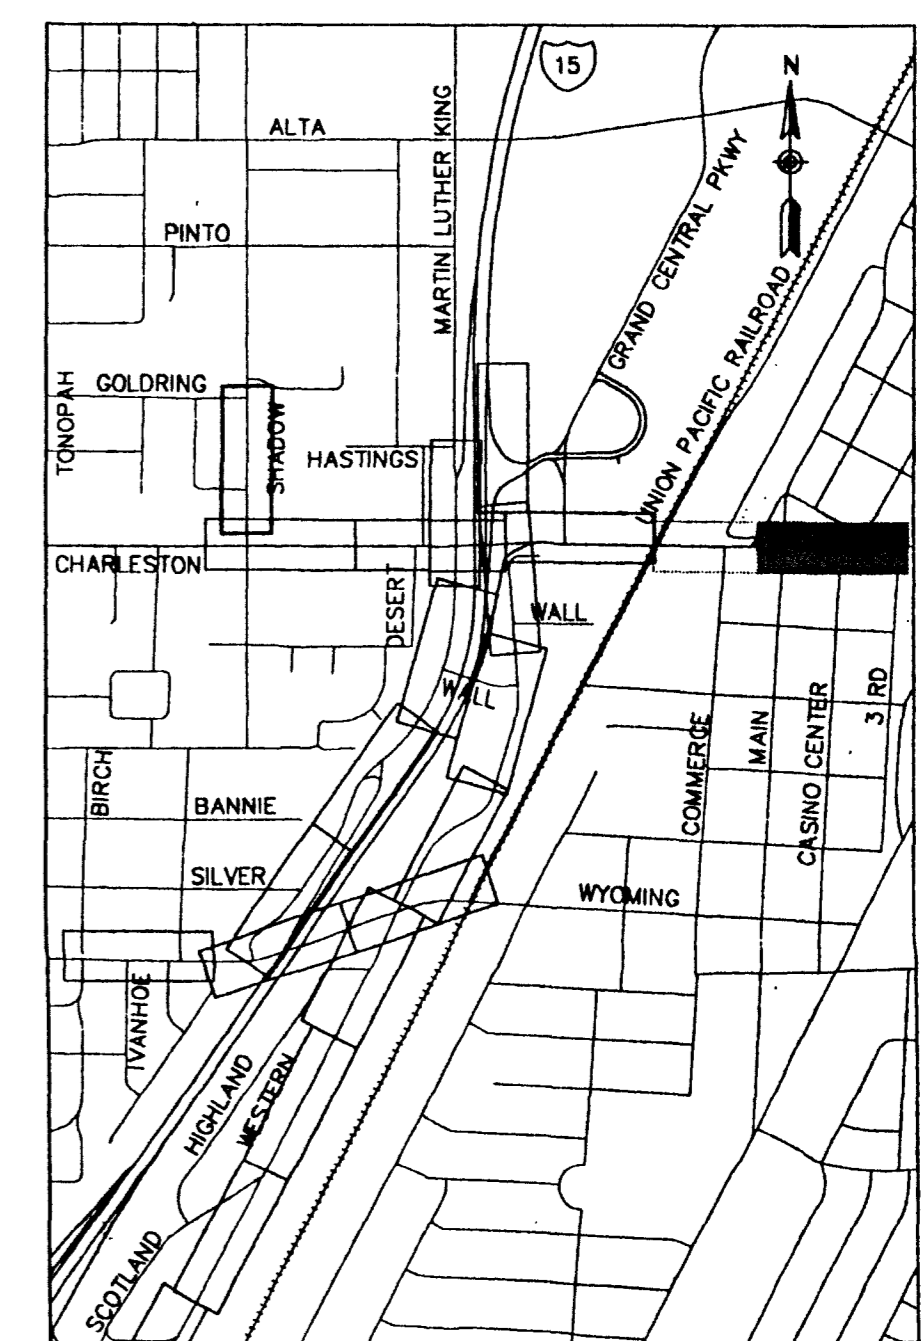 15
N
ALTA
MARTIN LUTHER KING
GRAND CENTRAL PKWY
PINTO
UNION PACIFIC RAILROAD
GOLDRING
TONOPAH
SHADOW
HASTINGS
CHARLESTON
DESERT
WALL
WALL
3 RD
COMMERCE
MAIN
CASINO CENTER
BIRCH
BANNIE
SILVER
WYOMING
IVANHOE
HIGHLAND
WESTERN
SCOTLAND